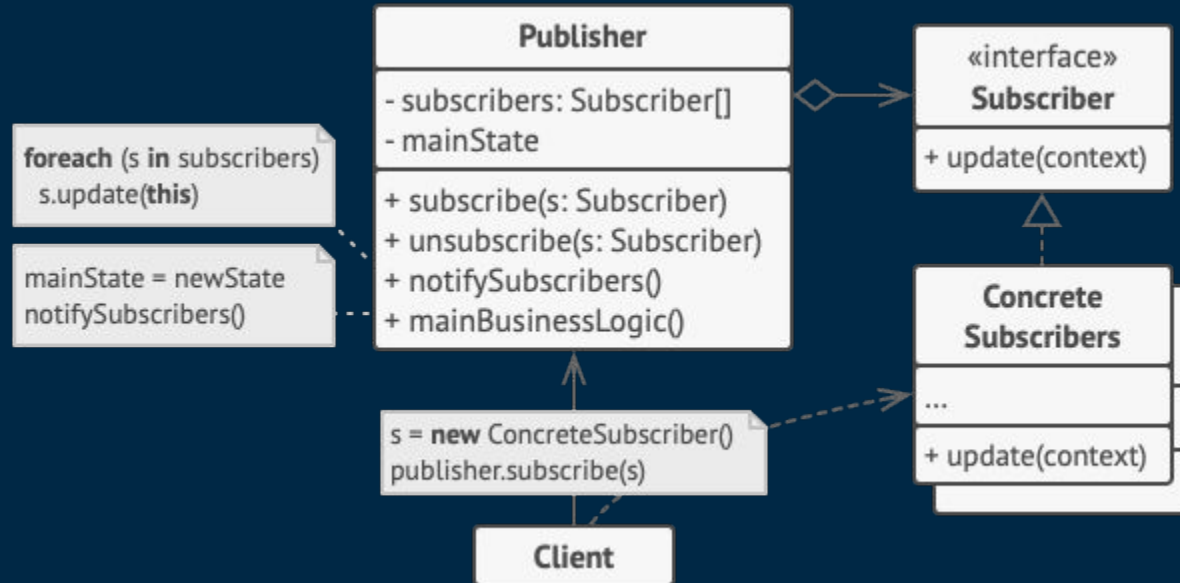 Publisher
- subscribers: Subscriber[]
- mainState
+ subscribe(s: Subscriber)
+ unsubscribe(s: Subscriber)
+ notifySubscribers()
+ mainBusinessLogic()
«interface»
Subscriber
+ update(context)
foreach (s in subscribers)
s.update(this)
mainState = newState
notifySubscribers()
Concrete
Subscribers
...
+ update(context)
s = new ConcreteSubscriber()
publisher.subscribe(s)
Client